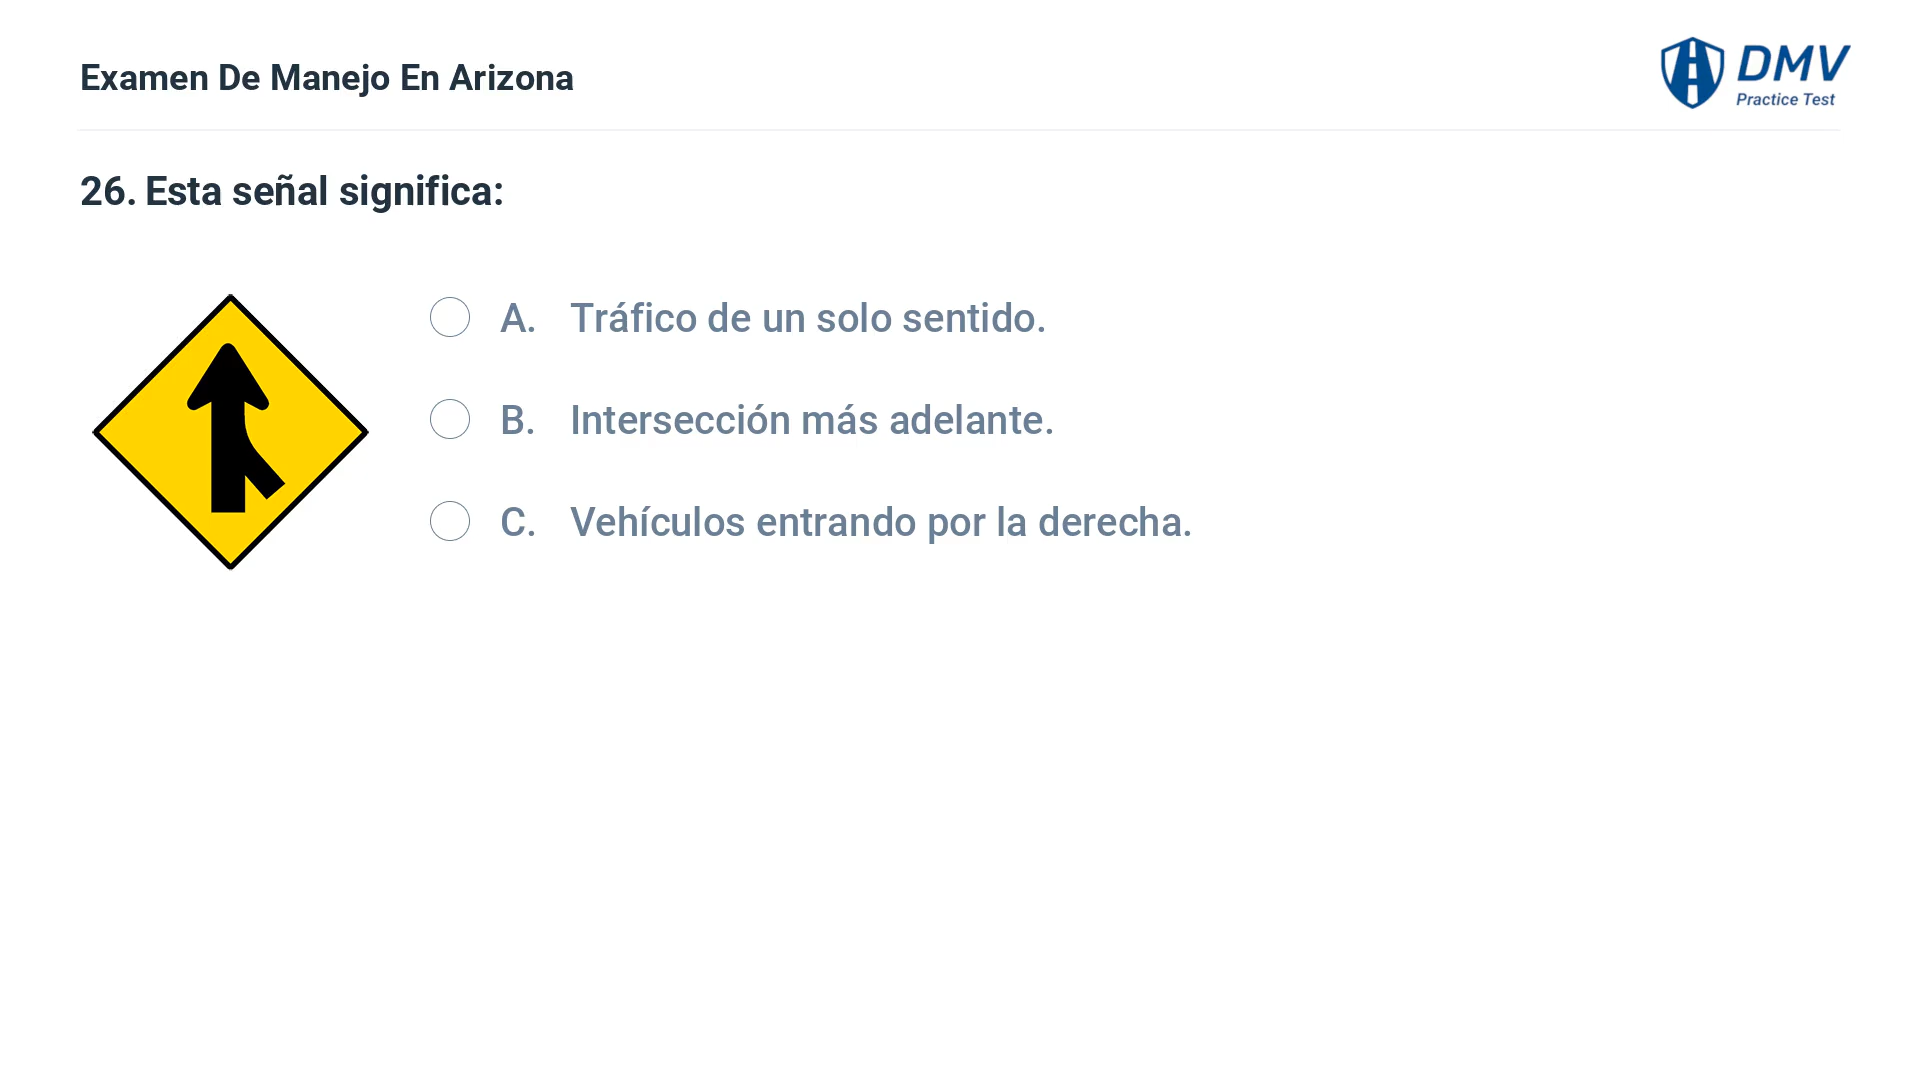 Examen De Manejo En Arizona
DMV
Practice Test
26. Esta señal significa:
A. Tráfico de un solo sentido.
B. Intersección más adelante.
C. Vehículos entrando por la derecha.